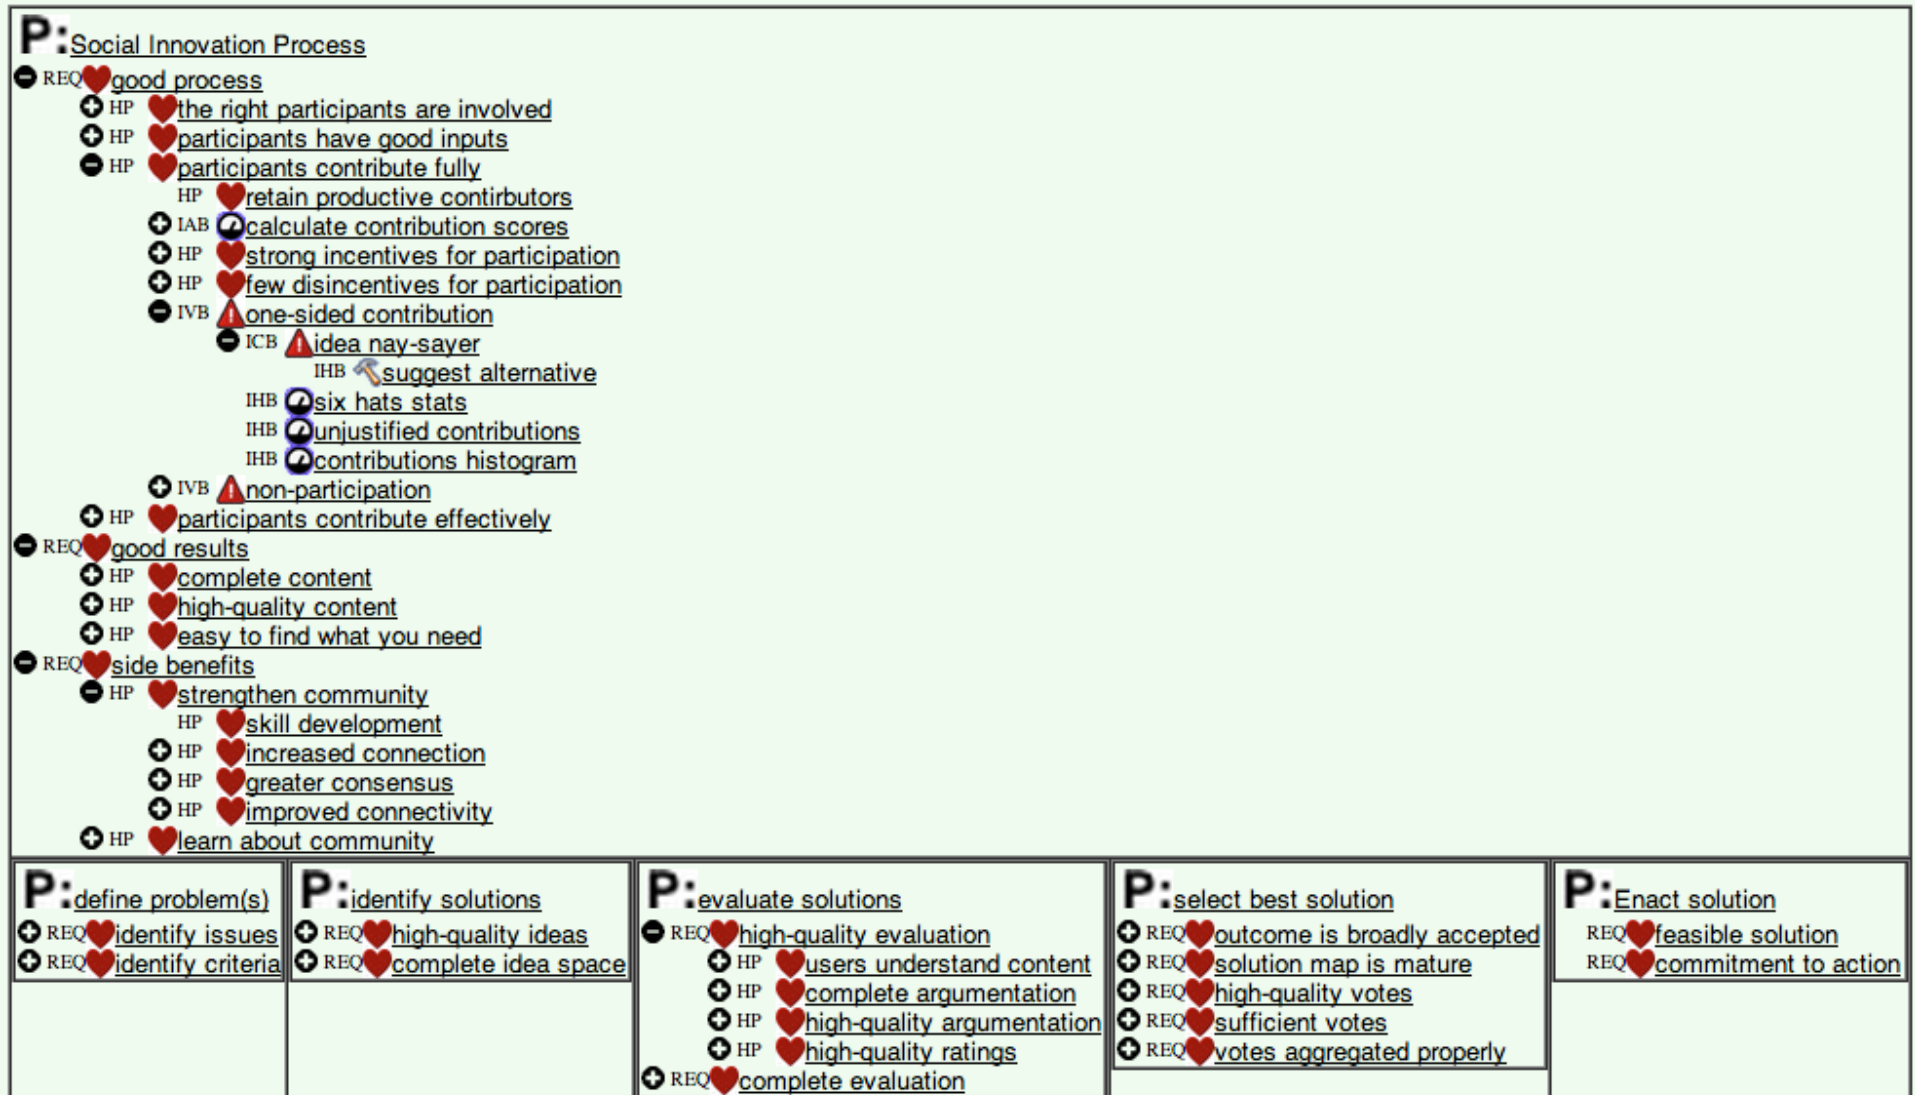 P: Social Innovation Process
REQ good process
HP the right participants are involved
HP participants have good inputs
HP participants contribute fully
HP retain productive contirbutors
IAB calculate contribution scores
HP strong incentives for participation
HP few disincentives for participation
IVB one-sided contribution
ICB idea nay-sayer
IHB suggest alternative
IHB six hats stats
IHB unjustified contributions
IHB contributions histogram
IVB non-participation
HP participants contribute effectively
REQ good results
HP complete content
HP high-quality content
HP easy to find what you need
REQ side benefits
HP strengthen community
HP skill development
HP increased connection
HP greater consensus
HP improved connectivity
HP learn about community
P: define problem(s)
REQ identify issues
REQ identify criteria
P: identify solutions
REQ high-quality ideas
REQ complete idea space
P: evaluate solutions
REQ high-quality evaluation
HP users understand content
HP complete argumentation
HP high-quality argumentation
HP high-quality ratings
REQ complete evaluation
P: select best solution
REQ outcome is broadly accepted
REQ solution map is mature
REQ high-quality votes
REQ sufficient votes
REQ votes aggregated properly
P: Enact solution
REQ feasible solution
REQ commitment to action